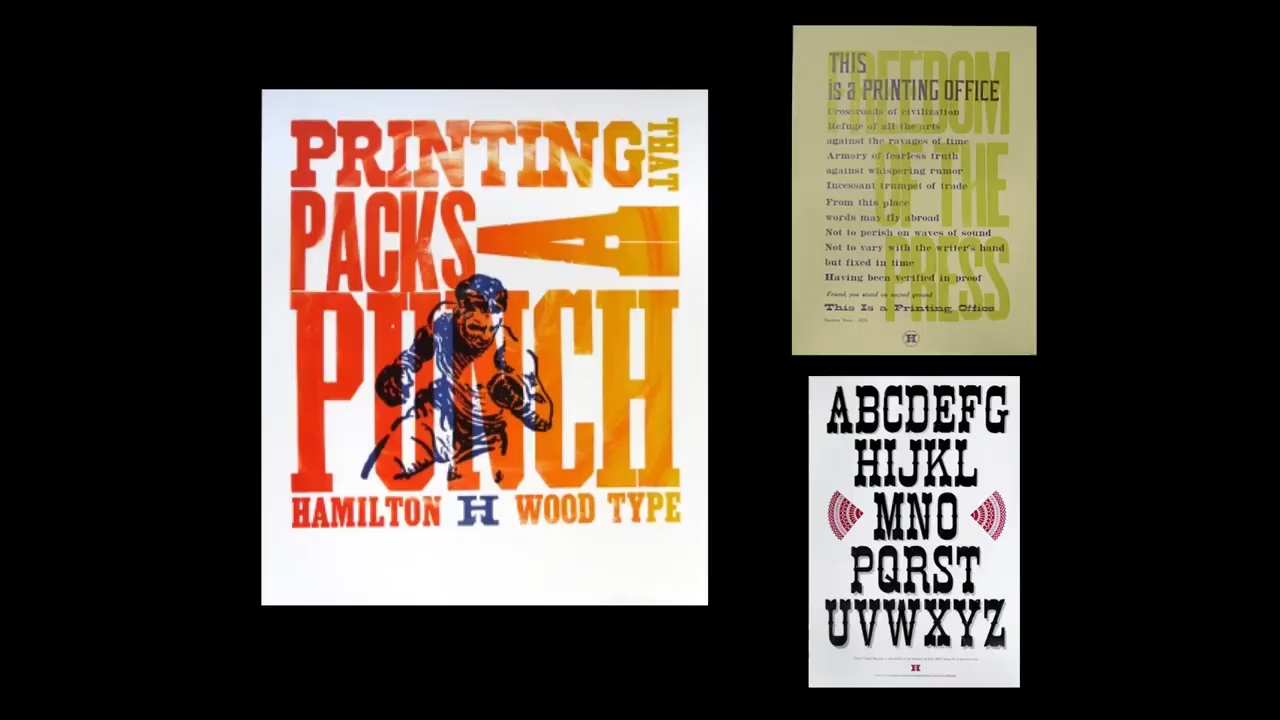 PRINTING THAT
PACKS A
PUNCH
HAMILTON H WOOD TYPE
FREEDOM
OF THE
PRESS
THIS
is a PRINTING OFFICE
Crossroads of civilization
Refuge of all the arts
against the ravages of time
Armory of fearless truth
against whispering rumor
Incessant trumpet of trade
From this place
words may fly abroad
Not to perish on waves of sound
Not to vary with the writer's hand
but fixed in time
Having been verified in proof
Friend, you stand on sacred ground
This Is a Printing Office
H
ABCDEFG
HIJKL
MNO
PQRST
UVWXYZ
H